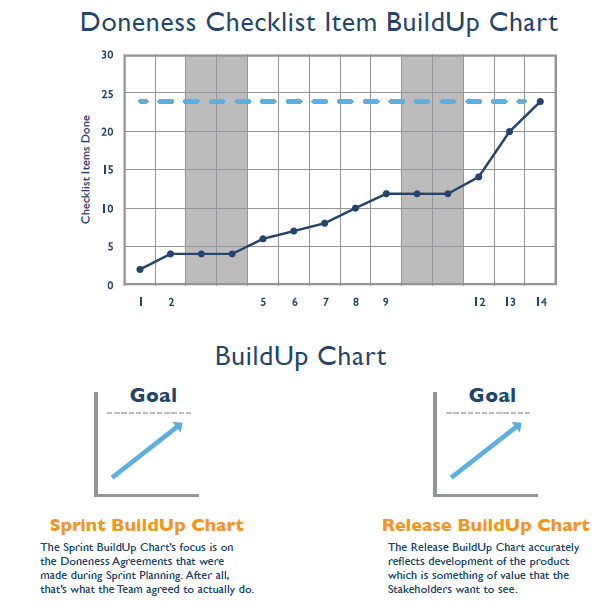 Doneness Checklist Item BuildUp Chart
30
25
20
15
10
5
0
Checklist Items Done
1 2 5 6 7 8 9 12 13 14
BuildUp Chart
Goal
Goal
Sprint BuildUp Chart
The Sprint BuildUp Chart's focus is on
the Doneness Agreements that were
made during Sprint Planning. After all,
that's what the Team agreed to actually do.
Release BuildUp Chart
The Release BuildUp Chart accurately
reflects development of the product
which is something of value that the
Stakeholders want to see.